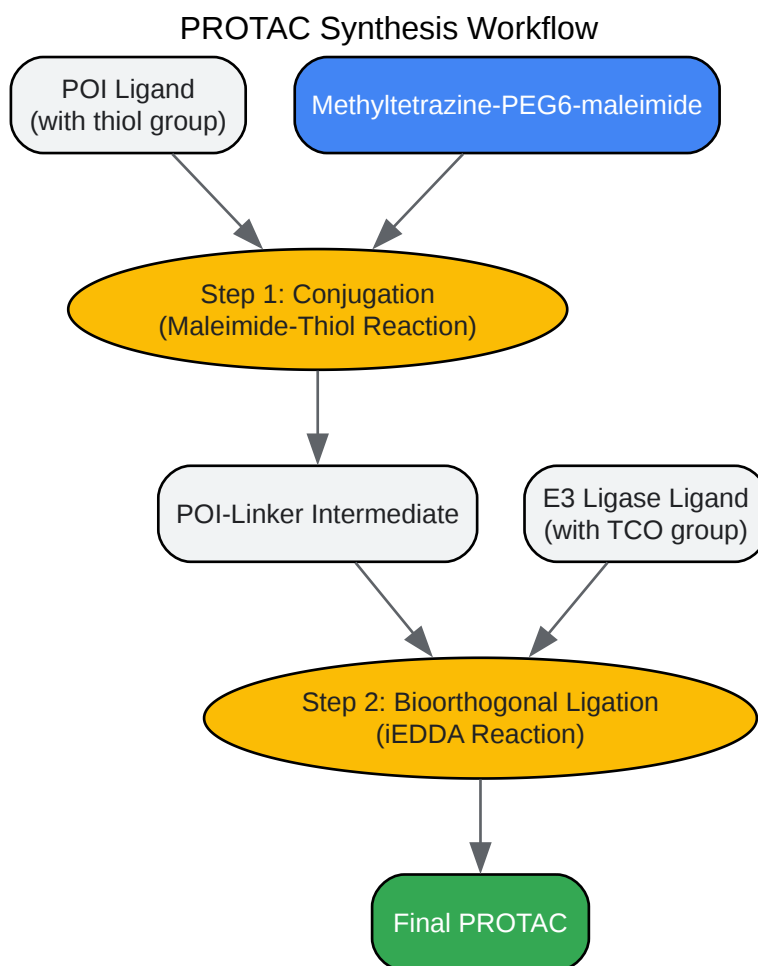 PROTAC Synthesis Workflow
POI Ligand
(with thiol group)
Methyltetrazine-PEG6-maleimide
Step 1: Conjugation
(Maleimide-Thiol Reaction)
POI-Linker Intermediate
E3 Ligase Ligand
(with TCO group)
Step 2: Bioorthogonal Ligation
(iEDDA Reaction)
Final PROTAC